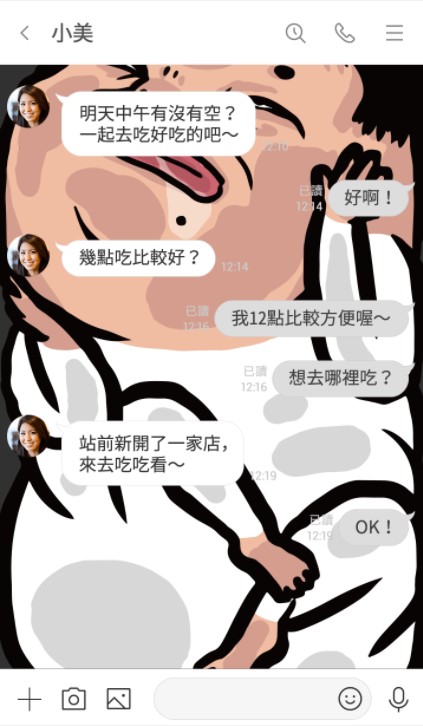 小美
明天中午有沒有空？
一起去吃好吃的吧～
12:10
已讀
12:14
好啊！
幾點吃比較好？
12:14
已讀
12:16
我12點比較方便喔～
已讀
12:16
想去哪裡吃？
站前新開了一家店，
來去吃吃看～
12:19
已讀
12:19
OK！